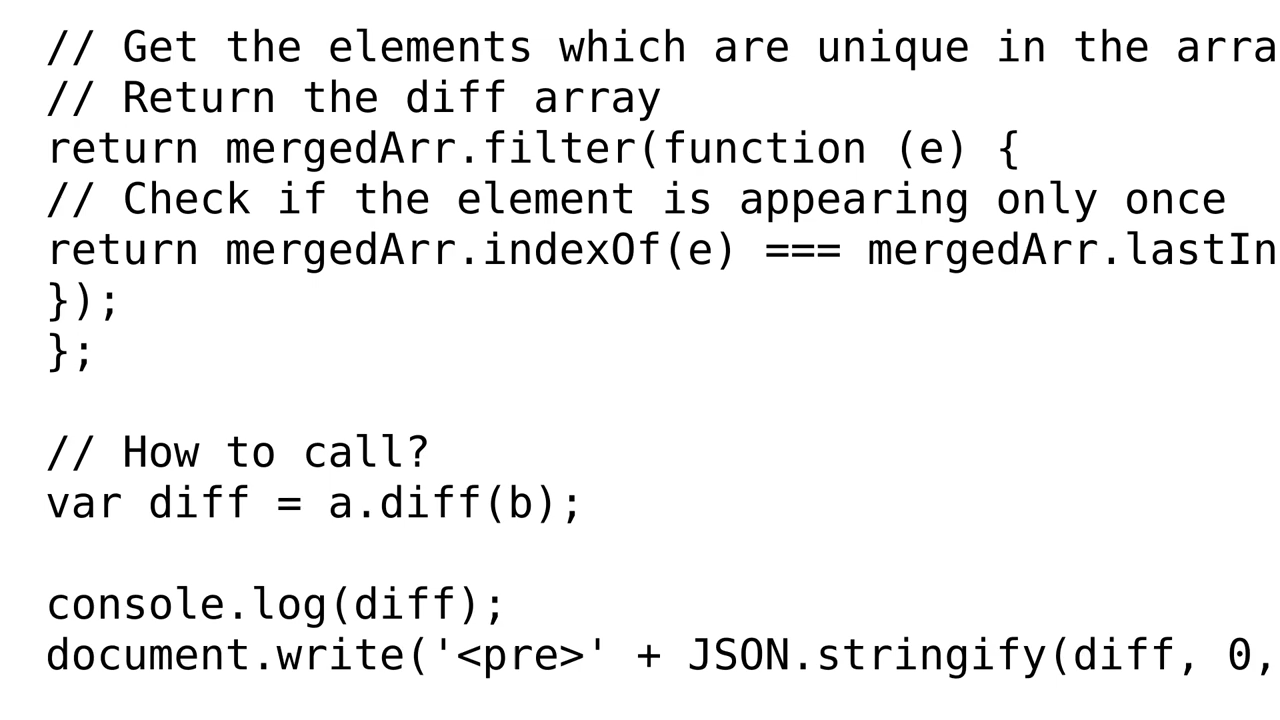 // Get the elements which are unique in the arra
// Return the diff array
return mergedArr.filter(function (e) {
// Check if the element is appearing only once
return mergedArr.indexOf(e) === mergedArr.lastIn
});
};
// How to call?
var diff = a.diff(b);
console.log(diff);
document.write('<pre>' + JSON.stringify(diff, 0,